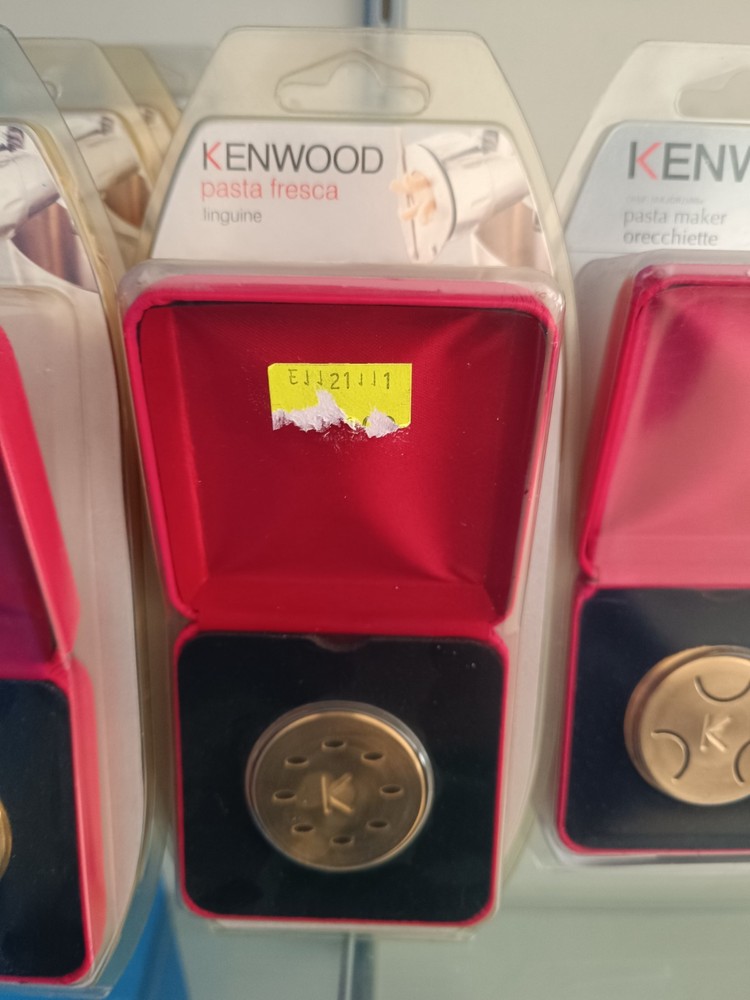 KENWOOD
pasta fresca
linguine
KENW
pasta maker
orecchiette
K
K